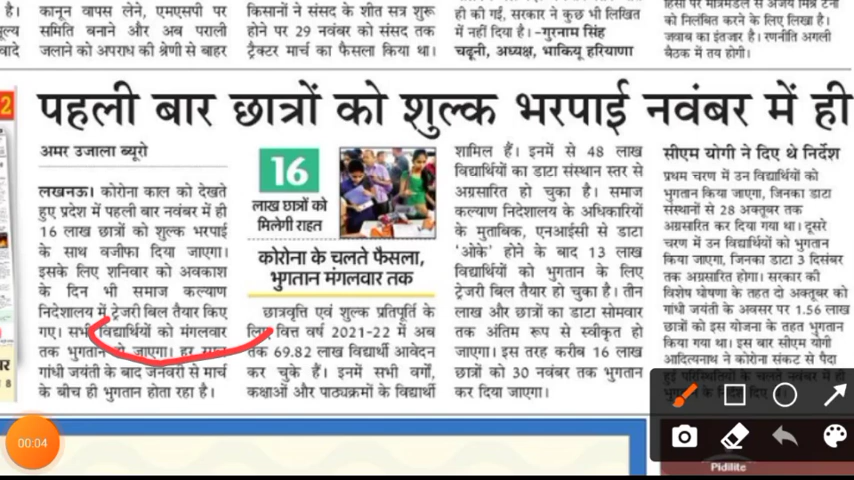 है।
मूल्य
वादे
कानून वापस लेने, एमएसपी पर
समिति बनाने और अब पराली
जलाने को अपराध की श्रेणी से बाहर
किसानों ने संसद के शीत सत्र शुरू
होने पर 29 नवंबर को संसद तक
ट्रैक्टर मार्च का फैसला किया था।
ही की गई, सरकार ने कुछ भी लिखित
में नहीं दिया है। -गुरनाम सिंह
चढूनी, अध्यक्ष, भाकियू हरियाणा
को निलंबित करने के लिए लिखा है।
जवाब का इंतजार है। रणनीति अगली
बैठक में तय होगी।
पहली बार छात्रों को शुल्क भरपाई नवंबर में ही
अमर उजाला ब्यूरो
लखनऊ। कोरोना काल को देखते
हुए प्रदेश में पहली बार नवंबर में ही
16 लाख छात्रों को शुल्क भरपाई
के साथ वजीफा दिया जाएगा।
इसके लिए शनिवार को अवकाश
के दिन भी समाज कल्याण
निदेशालय में ट्रेजरी बिल तैयार किए
गए। सभी विद्यार्थियों को मंगलवार
तक भुगतान हो जाएगा। हर साल
गांधी जयंती के बाद जनवरी से मार्च
के बीच ही भुगतान होता रहा है।
16
लाख छात्रों को
मिलेगी राहत
कोरोना के चलते फैसला,
भुगतान मंगलवार तक
छात्रवृत्ति एवं शुल्क प्रतिपूर्ति के
लिए वित्त वर्ष 2021-22 में अब
तक 69.82 लाख विद्यार्थी आवेदन
कर चुके हैं। इनमें सभी वर्गों,
कक्षाओं और पाठ्यक्रमों के विद्यार्थी
शामिल हैं। इनमें से 48 लाख
विद्यार्थियों का डाटा संस्थान स्तर से
अग्रसारित हो चुका है। समाज
कल्याण निदेशालय के अधिकारियों
के मुताबिक, एनआईसी से डाटा
'ओके' होने के बाद 13 लाख
विद्यार्थियों को भुगतान के लिए
ट्रेजरी बिल तैयार हो चुका है। तीन
लाख और छात्रों का डाटा सोमवार
तक अंतिम रूप से स्वीकृत हो
जाएगा। इस तरह करीब 16 लाख
छात्रों को 30 नवंबर तक भुगतान
कर दिया जाएगा।
सीएम योगी ने दिए थे निर्देश
प्रथम चरण में उन विद्यार्थियों को
भुगतान किया जाएगा, जिनका डाटा
संस्थानों से 28 अक्तूबर तक
अग्रसारित कर दिया गया था। दूसरे
चरण में उन विद्यार्थियों को भुगतान
किया जाएगा, जिनका डाटा 3 दिसंबर
तक अग्रसारित होगा। सरकार की
विशेष घोषणा के तहत दो अक्तूबर को
गांधी जयंती के अवसर पर 1.56 लाख
छात्रों को इस योजना के तहत भुगतान
किया गया था। इस बार सीएम योगी
आदित्यनाथ ने कोरोना संकट से पैदा
हुई परिस्थितियों के चलते नवंबर में ही
00:04
Pidilite